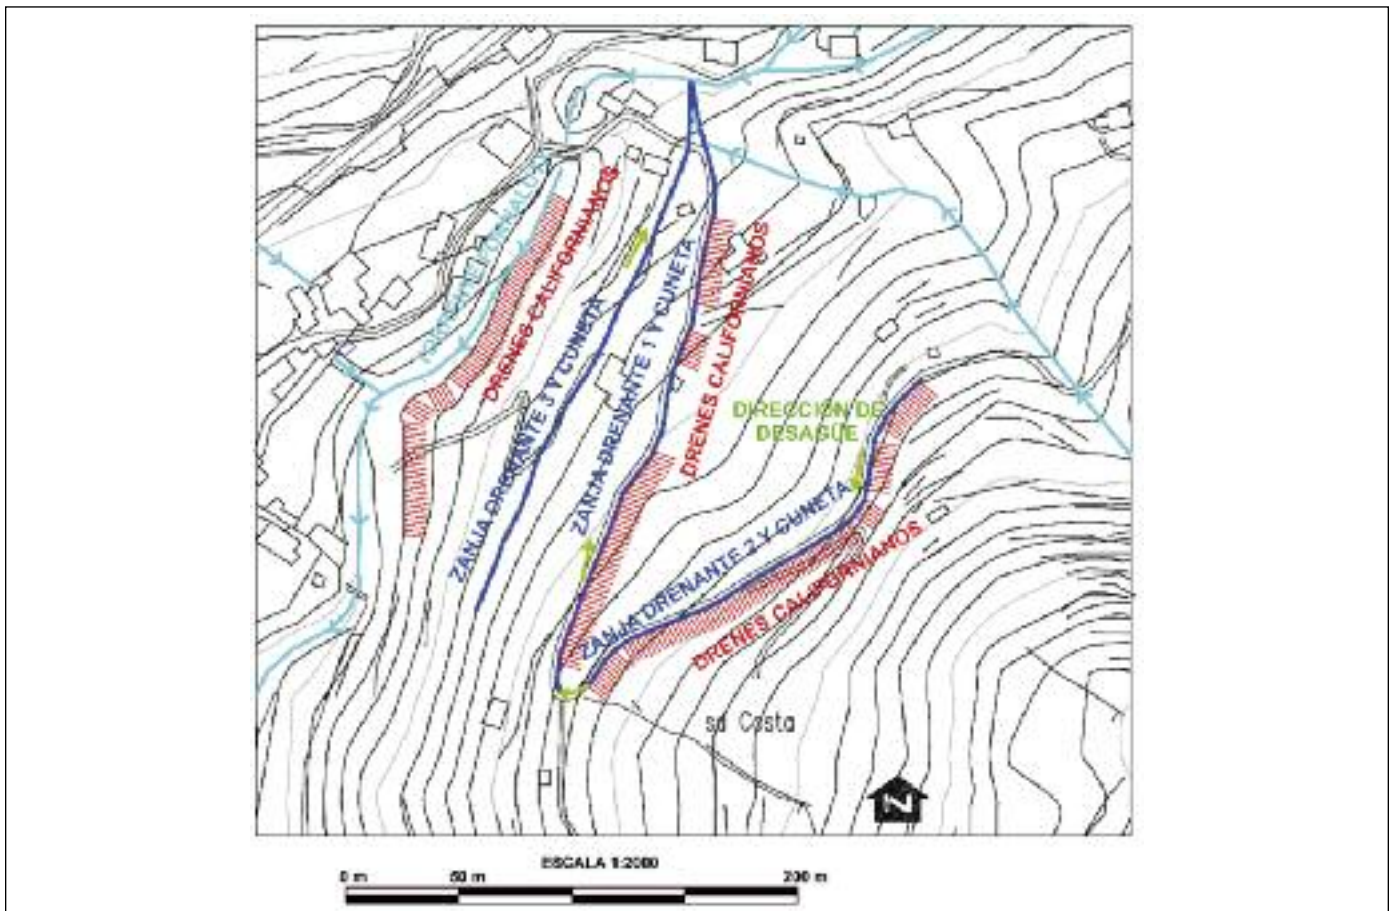 DRENES CALIFORNIANOS
ZANJA DRENANTE 3 Y CUNETA
ZANJA DRENANTE 1 Y CUNETA
DRENES CALIFORNIANOS
DIRECCIÓN DE
DESAGÜE
ZANJA DRENANTE 2 Y CUNETA
DRENES CALIFORNIANOS
sa Costa
N
ESCALA 1:2000
0 m
50 m
200 m